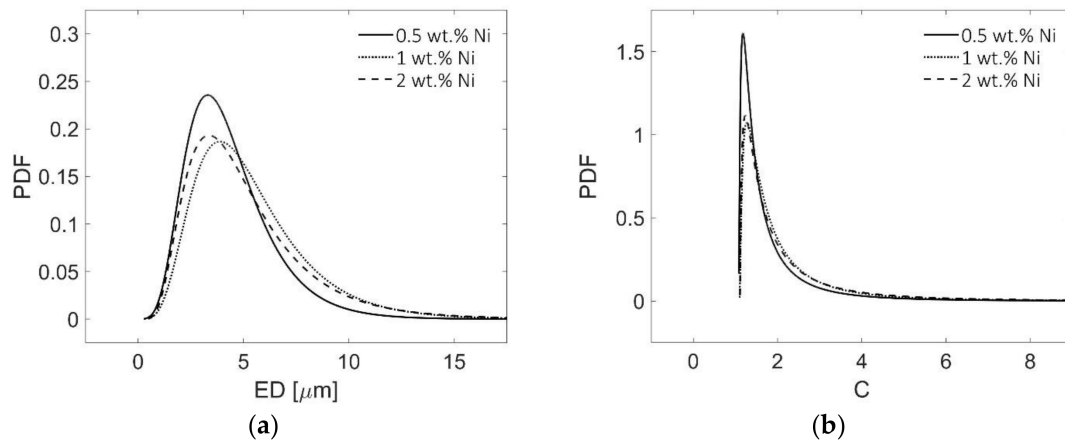 0.3
0.25
0.2
0.15
0.1
0.05
0
PDF
0.5 wt.% Ni
1 wt.% Ni
2 wt.% Ni
0 5 10 15
ED [μm]
(a)
1.5
1
0.5
0
PDF
0.5 wt.% Ni
1 wt.% Ni
2 wt.% Ni
0 2 4 6 8
C
(b)